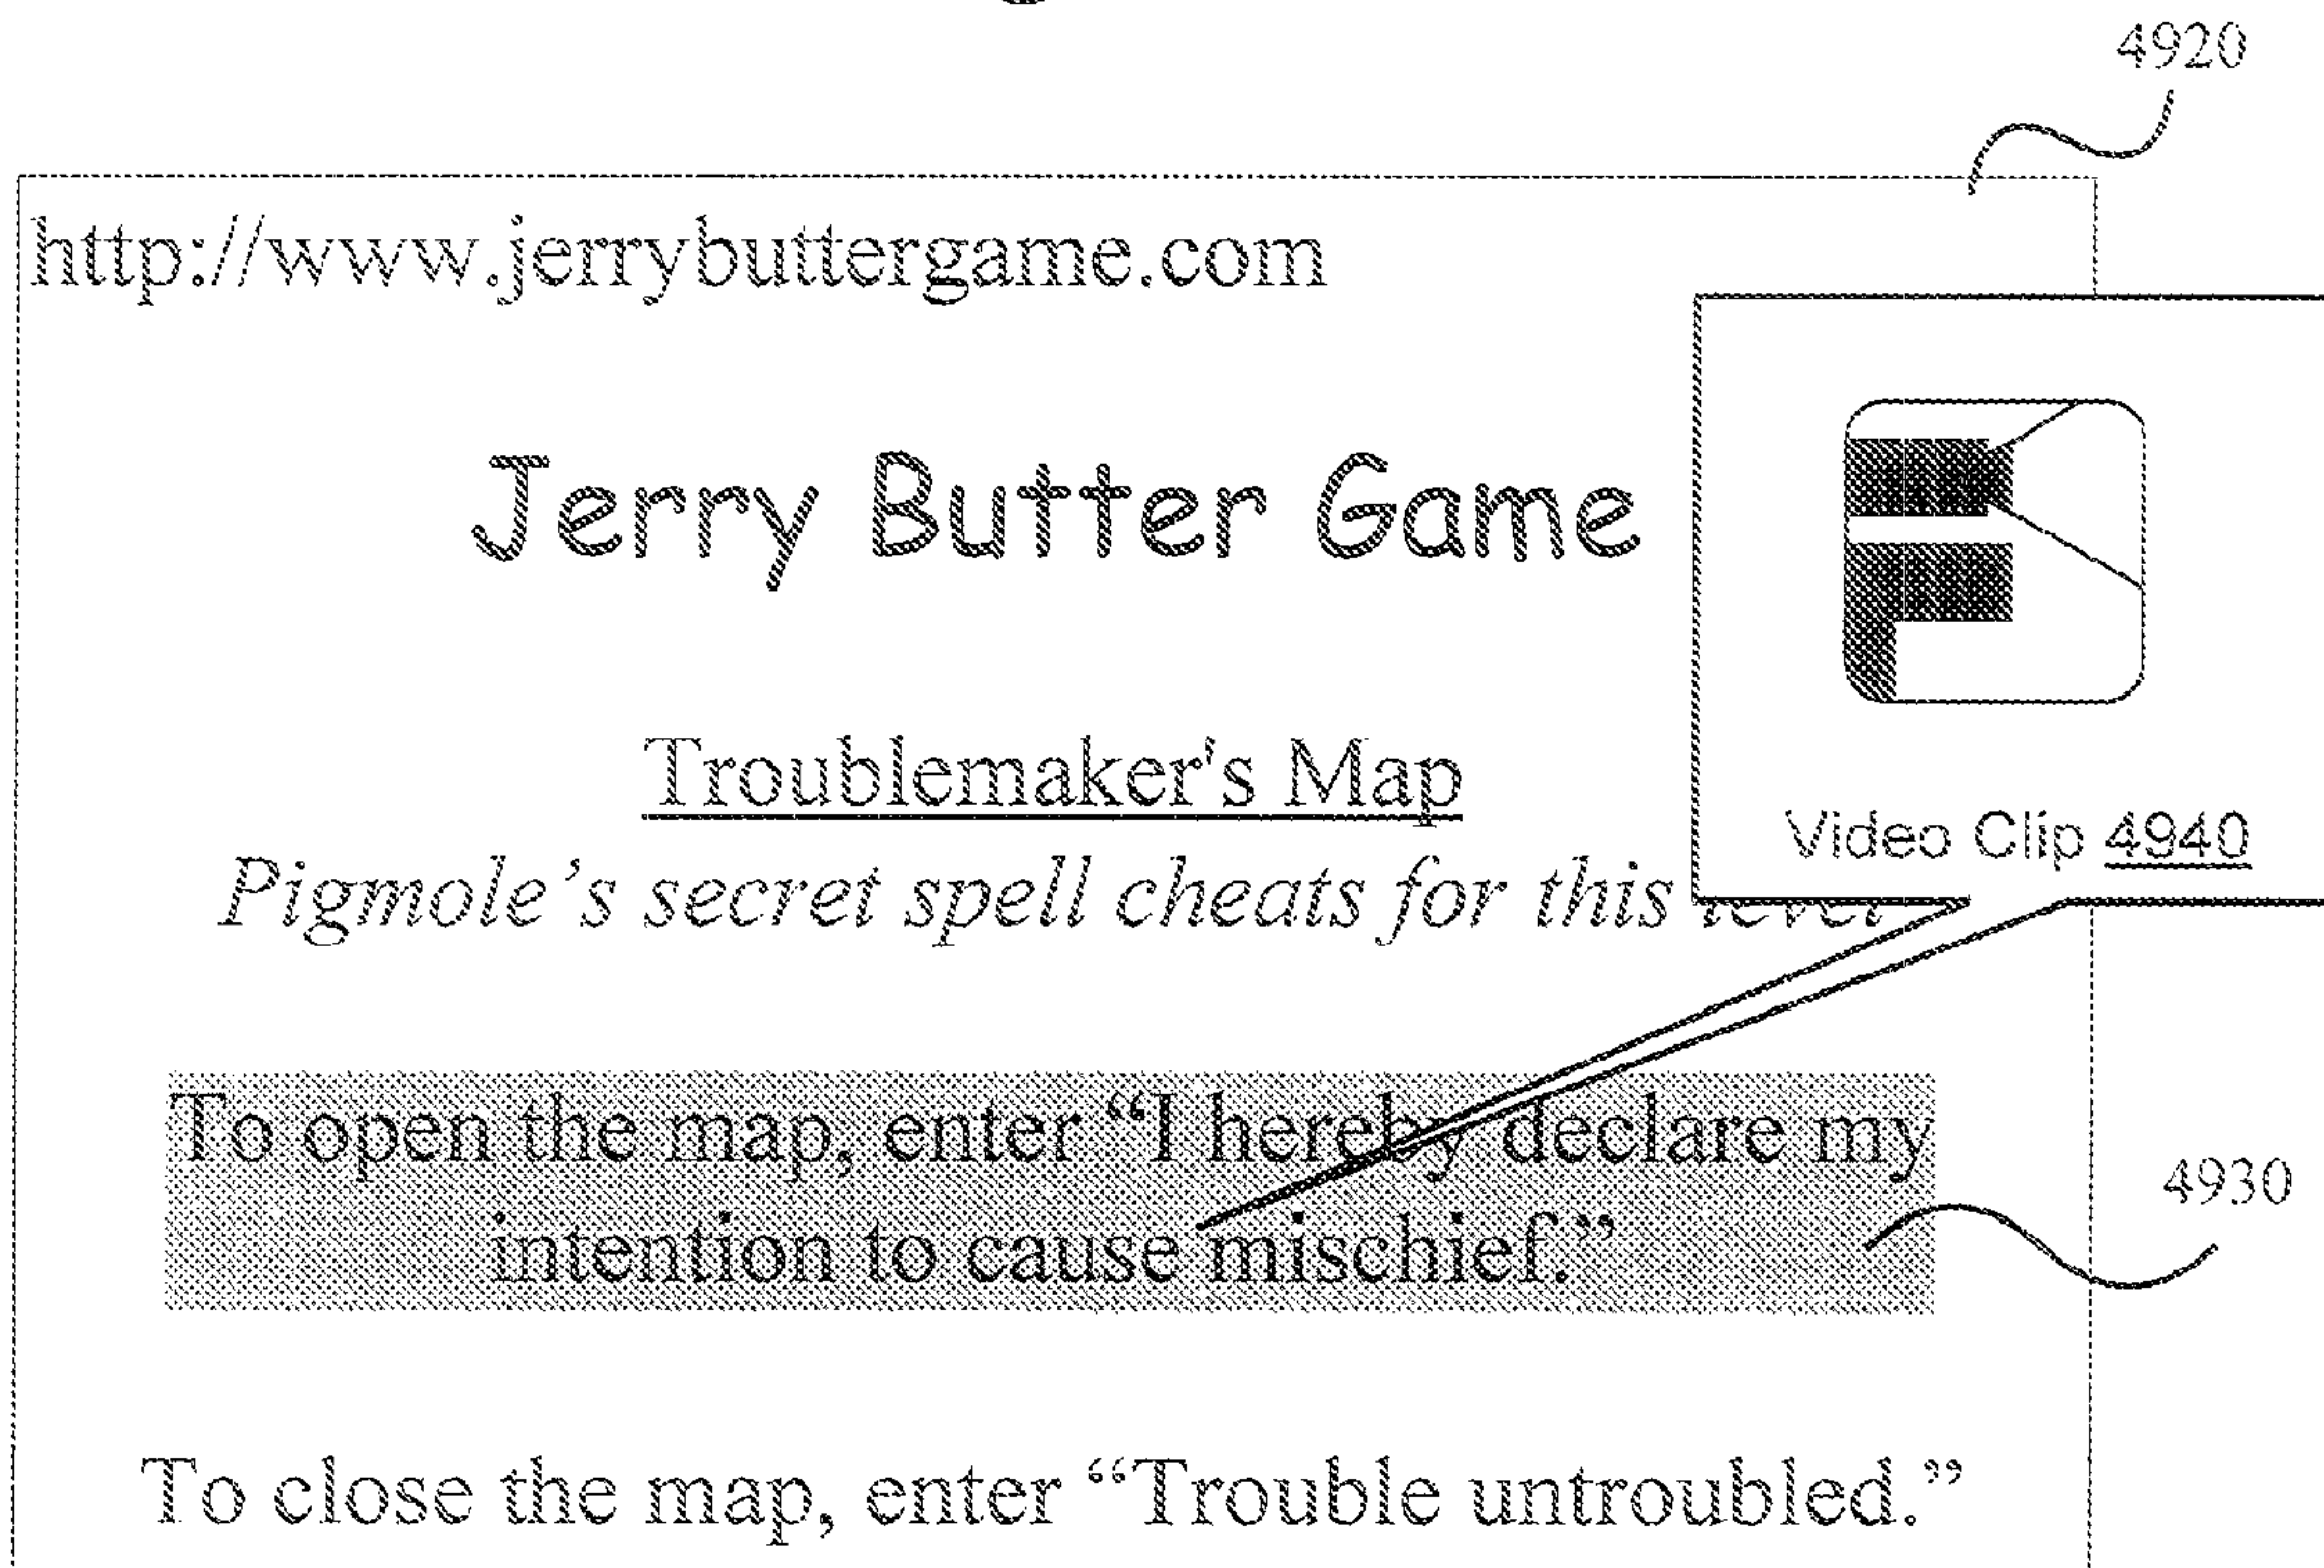 4920
http://www.jerrybuttergame.com
Jerry Butter Game
Troublemaker's Map
Video Clip 4940
Pigmole’s secret spell cheats for this level
To open the map, enter “I hereby declare my
4930
intention to cause mischief.”
To close the map, enter “Trouble untroubled.”